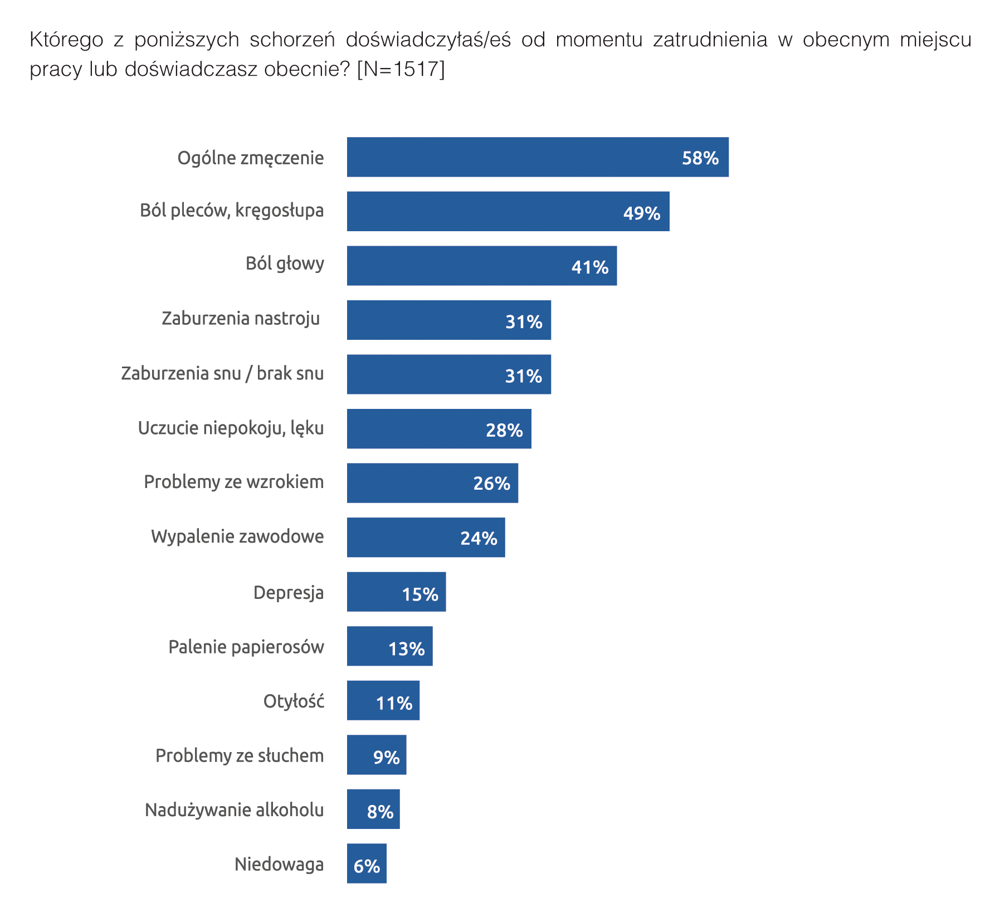 Którego z poniższych schorzeń doświadczyłaś/eś od momentu zatrudnienia w obecnym miejscu
pracy lub doświadczasz obecnie? [N=1517]
Ogólne zmęczenie 58%
Ból pleców, kręgosłupa 49%
Ból głowy 41%
Zaburzenia nastroju 31%
Zaburzenia snu / brak snu 31%
Uczucie niepokoju, lęku 28%
Problemy ze wzrokiem 26%
Wypalenie zawodowe 24%
Depresja 15%
Palenie papierosów 13%
Otyłość 11%
Problemy ze słuchem 9%
Nadużywanie alkoholu 8%
Niedowaga 6%